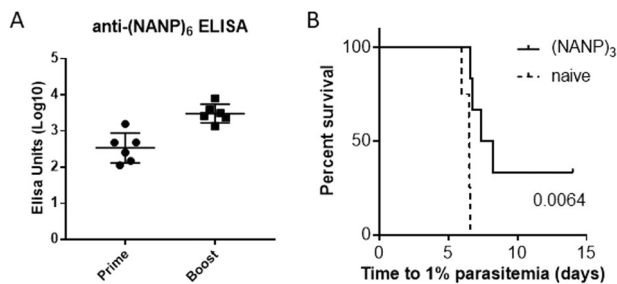 A
anti-(NANP)6 ELISA
Elisa Units (Log10)
5
4
3
2
1
0
Prime
Boost
B
Percent survival
100
50
0
0
5
10
15
Time to 1% parasitemia (days)
(NANP)3
naive
0.0064